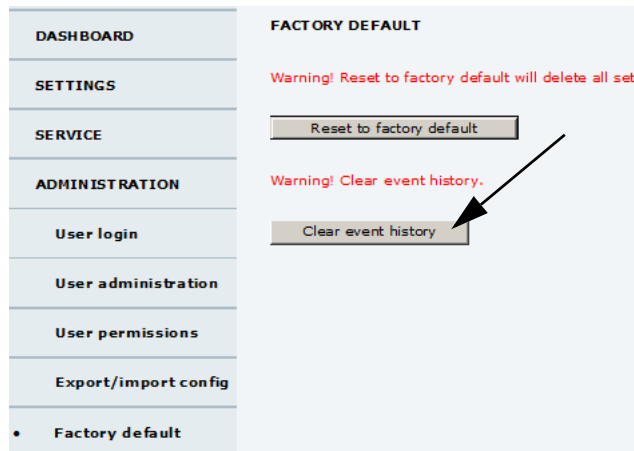 DASHBOARD
SETTINGS
SERVICE
ADMINISTRATION
User login
User administration
User permissions
Export/import config
• Factory default
FACTORY DEFAULT
Warning! Reset to factory default will delete all set
Reset to factory default
Warning! Clear event history.
Clear event history